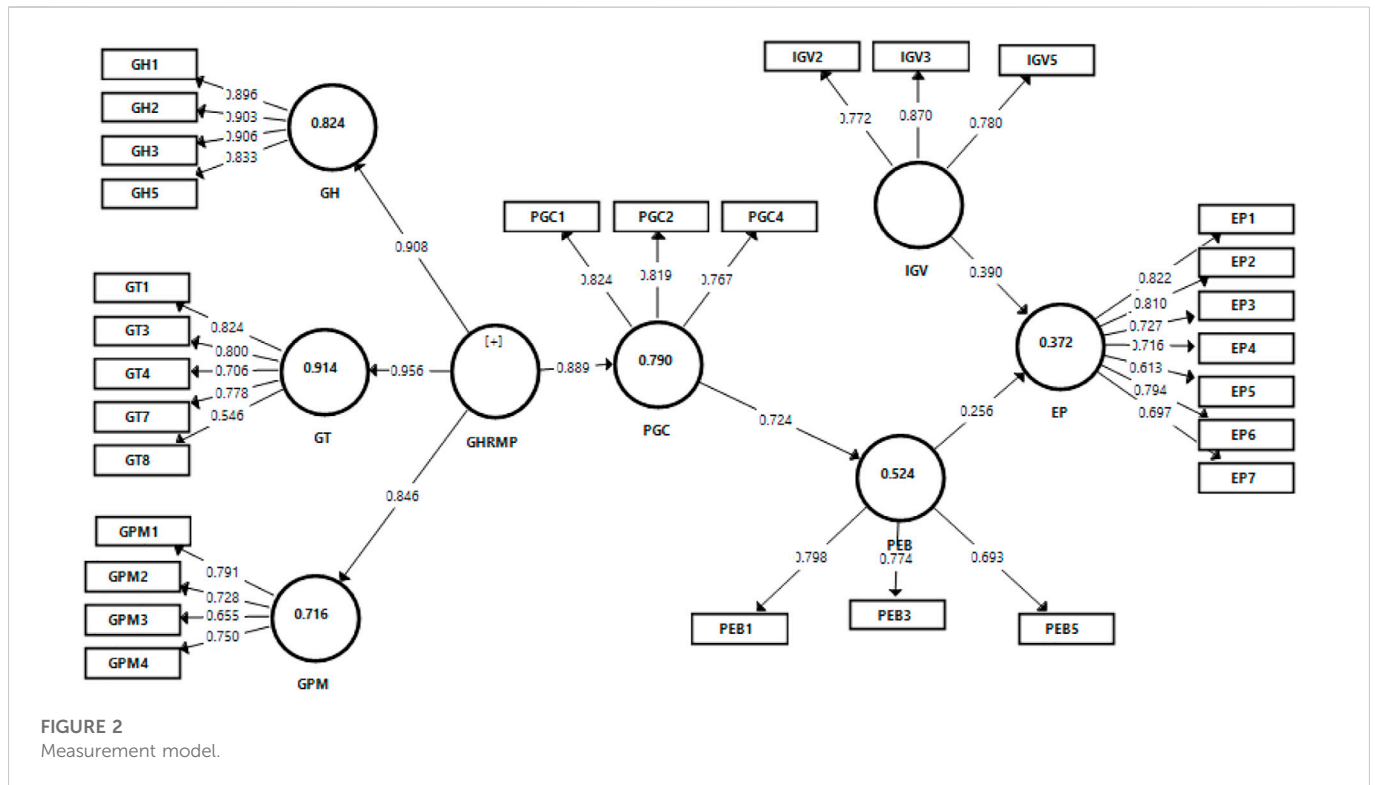 GH1
GH2
GH3
GH5
0.896
0.903
0.906
0.833
0.824
GH
0.908
GT1
GT3
GT4
GT7
GT8
0.824
0.800
0.706
0.778
0.546
0.914
GT
0.956
[+]
GHRMP
0.846
GPM1
GPM2
GPM3
GPM4
0.791
0.728
0.655
0.750
0.716
GPM
0.889
PGC1
PGC2
PGC4
0.824
0.819
0.767
0.790
PGC
0.724
IGV2
IGV3
IGV5
0.772
0.870
0.780
IGV
0.390
0.524
PEB
0.256
0.798
0.774
0.693
PEB1
PEB3
PEB5
0.372
EP
0.822
0.810
0.727
0.716
0.613
0.794
0.697
EP1
EP2
EP3
EP4
EP5
EP6
EP7
FIGURE 2
Measurement model.